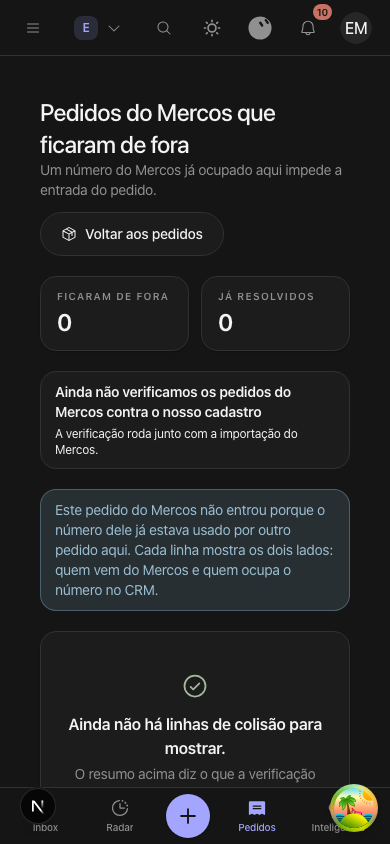 E
10
EM
Pedidos do Mercos que
ficaram de fora
Um número do Mercos já ocupado aqui impede a
entrada do pedido.
Voltar aos pedidos
FICARAM DE FORA
0
JÁ RESOLVIDOS
0
Ainda não verificamos os pedidos do
Mercos contra o nosso cadastro
A verificação roda junto com a importação do
Mercos.
Este pedido do Mercos não entrou porque o
número dele já estava usado por outro
pedido aqui. Cada linha mostra os dois lados:
quem vem do Mercos e quem ocupa o
número no CRM.
Ainda não há linhas de colisão para
mostrar.
O resumo acima diz o que a verificação
N
Inbox
Radar
Pedidos